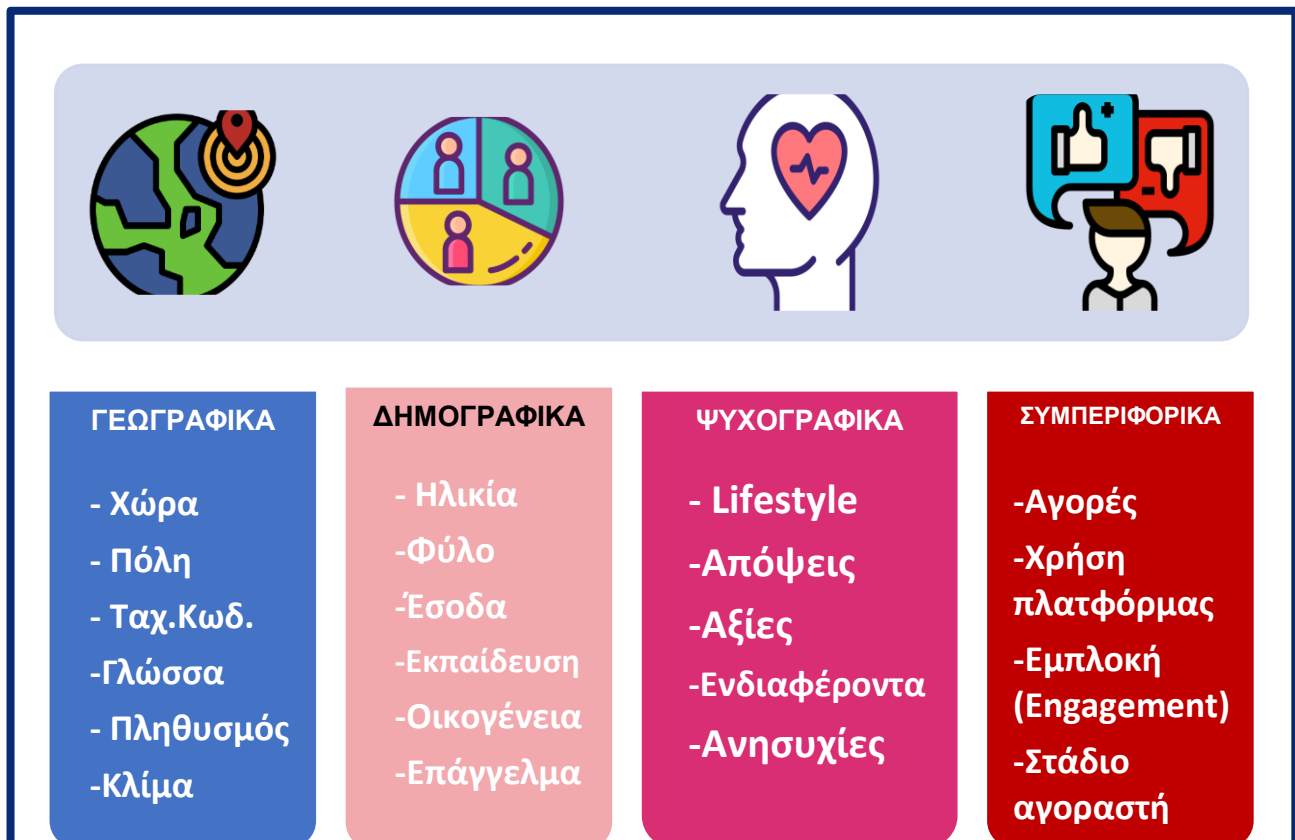 ΓΕΩΓΡΑΦΙΚΑ
- Χώρα
- Πόλη
- Ταχ.Κωδ.
-Γλώσσα
- Πληθυσμός
-Κλίμα
ΔΗΜΟΓΡΑΦΙΚΑ
- Ηλικία
-Φύλο
-Έσοδα
-Εκπαίδευση
-Οικογένεια
-Επάγγελμα
ΨΥΧΟΓΡΑΦΙΚΑ
- Lifestyle
-Απόψεις
-Αξίες
-Ενδιαφέροντα
-Ανησυχίες
ΣΥΜΠΕΡΙΦΟΡΙΚΑ
-Αγορές
-Χρήση
πλατφόρμας
-Εμπλοκή
(Engagement)
-Στάδιο
αγοραστή